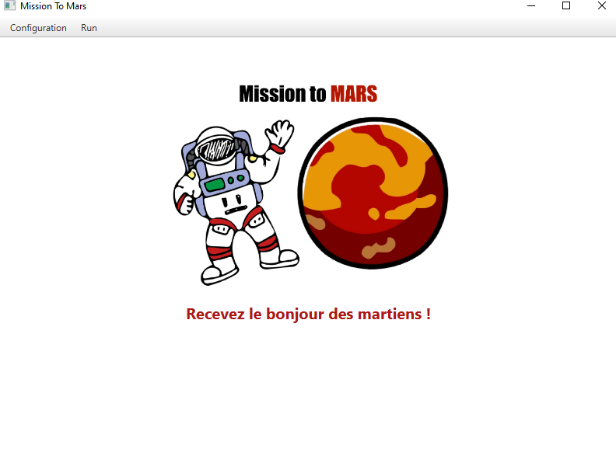 Mission To Mars
Configuration Run
Mission to MARS
Recevez le bonjour des martiens !